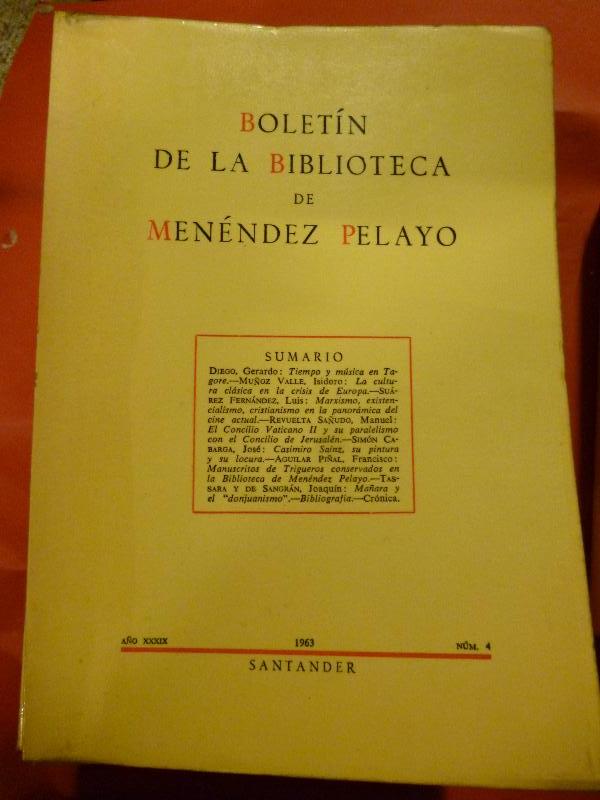 BOLETÍN
DE LA BIBLIOTECA
DE
MENÉNDEZ PELAYO
SUMARIO
DIEGO, Gerardo: Tiempo y música en Ta-
gore.—MUÑOZ VALLE, Isidoro: La cultu-
ra clásica en la crisis de Europa.—SUÁ-
REZ FERNÁNDEZ, Luis: Marxismo, existen-
cialismo, cristianismo en la panorámica del
cine actual.—REVUELTA SAÑUDO, Manuel:
El Concilio Vaticano II y su paralelismo
con el Concilio de Jerusalén.—SIMÓN CA-
BARGA, José: Casimiro Sainz, su pintura
y su locura.—AGUILAR PIÑAL, Francisco:
Manuscritos de Trigueros conservados en
la Biblioteca de Menéndez Pelayo.—TAS-
SARA Y DE SANGRÁN, Joaquín: Mañara y
el "donjuanismo".—Bibliografía.—Crónica.
AÑO XXXIX 1963 NÚM. 4
SANTANDER